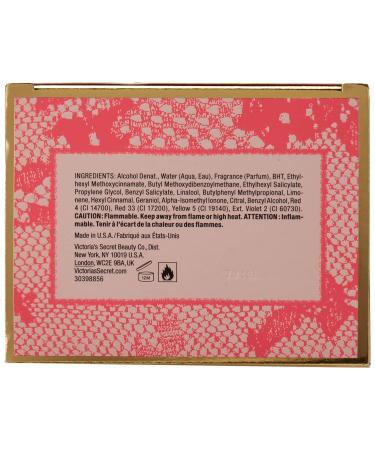 INGREDIENTS: Alcohol Denat., Water (Aqua, Eau), Fragrance (Parfum), BHT, Ethyl-
hexyl Methoxycinnamate, Butyl Methoxydibenzoylmethane, Ethylhexyl Salicylate,
Propylene Glycol, Benzyl Salicylate, Linalool, Butylphenyl Methylpropional, Limo-
nene, Hexyl Cinnamal, Geraniol, Alpha-Isomethyl Ionone, Citral, Benzyl Alcohol, Red
4 (CI 14700), Red 33 (CI 17200), Yellow 5 (CI 19140), Ext. Violet 2 (CI 60730).
CAUTION: Flammable. Keep away from flame or high heat. ATTENTION : Inflam-
mable. Tenir à l'écart de la chaleur ou des flammes.
Made in U.S.A./Fabriqué aux États-Unis
Victoria's Secret Beauty Co., Dist.
New York, NY 10019 U.S.A.
London, WC2E 9BA, UK
VictoriasSecret.com
30398856
12M